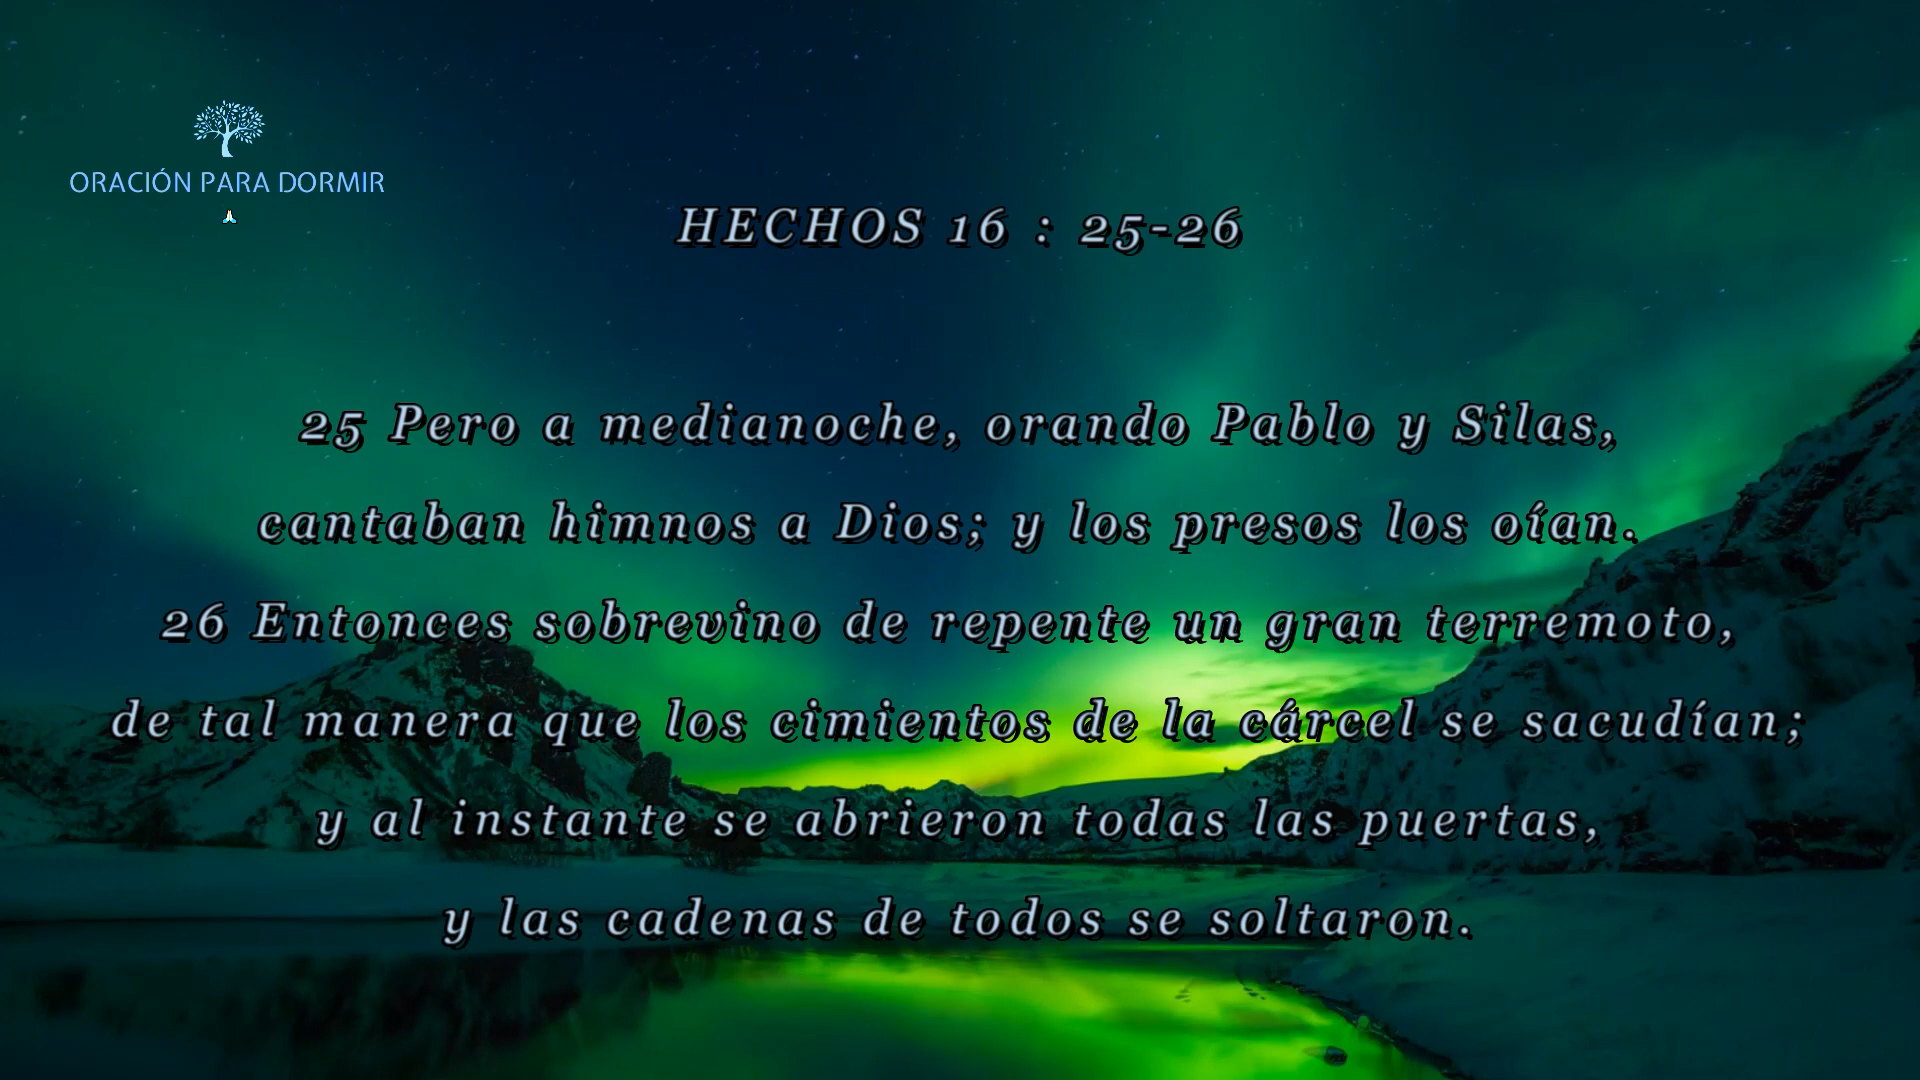 ORACIÓN PARA DORMIR
HECHOS 16 : 25-26
25 Pero a medianoche, orando Pablo y Silas,
cantaban himnos a Dios; y los presos los oían.
26 Entonces sobrevino de repente un gran terremoto,
de tal manera que los cimientos de la cárcel se sacudían;
y al instante se abrieron todas las puertas,
y las cadenas de todos se soltaron.